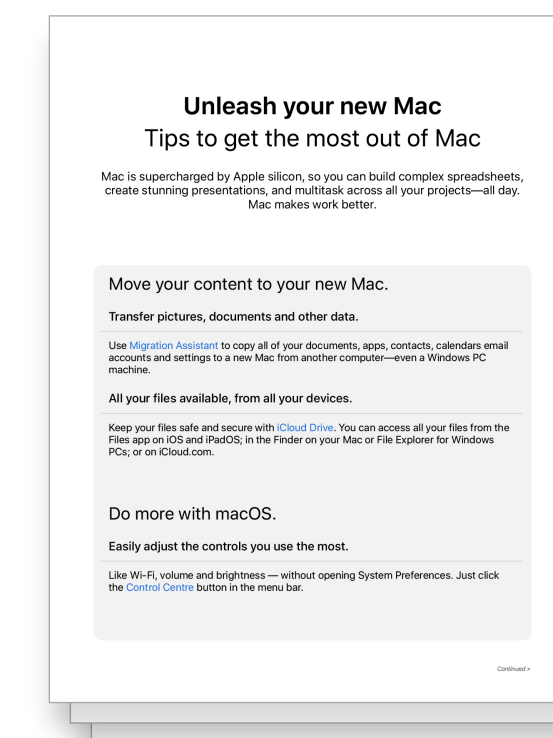 Unleash your new Mac
Tips to get the most out of Mac
Mac is supercharged by Apple silicon, so you can build complex spreadsheets,
create stunning presentations, and multitask across all your projects—all day.
Mac makes work better.
Move your content to your new Mac.
Transfer pictures, documents and other data.
Use Migration Assistant to copy all of your documents, apps, contacts, calendars email
accounts and settings to a new Mac from another computer—even a Windows PC
machine.
All your files available, from all your devices.
Keep your files safe and secure with iCloud Drive. You can access all your files from the
Files app on iOS and iPadOS; in the Finder on your Mac or File Explorer for Windows
PCs; or on iCloud.com.
Do more with macOS.
Easily adjust the controls you use the most.
Like Wi-Fi, volume and brightness — without opening System Preferences. Just click
the Control Centre button in the menu bar.
Continued >